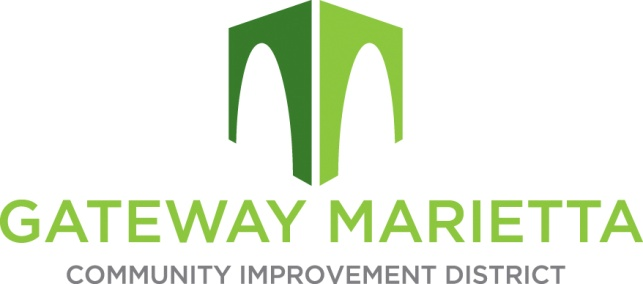 GATEWAY MARIETTA
COMMUNITY IMPROVEMENT DISTRICT